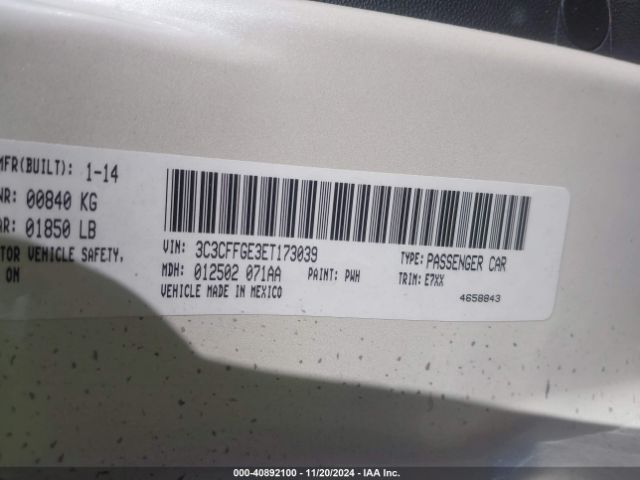 MFR(BUILT): 1-14
WR: 00840 KG
AR: 01850 LB
TOR VEHICLE SAFETY,
ON
VIN: 3C3CFFGE3ET173039
TYPE: PASSENGER CAR
MDH: 012502 071AA
PAINT: PWH
TRIM: E7XX
VEHICLE MADE IN MEXICO
4658843
000-40892100 - 11/20/2024 - IAA Inc.